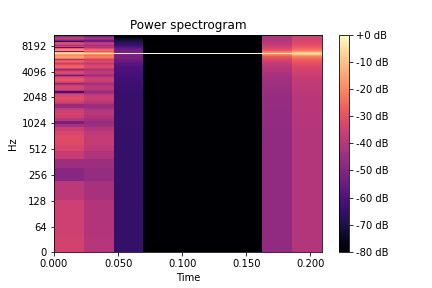 Power spectrogram
Hz
8192
4096
2048
1024
512
256
128
64
0
0.000 0.050 0.100 0.150 0.200
Time
+0 dB
-10 dB
-20 dB
-30 dB
-40 dB
-50 dB
-60 dB
-70 dB
-80 dB